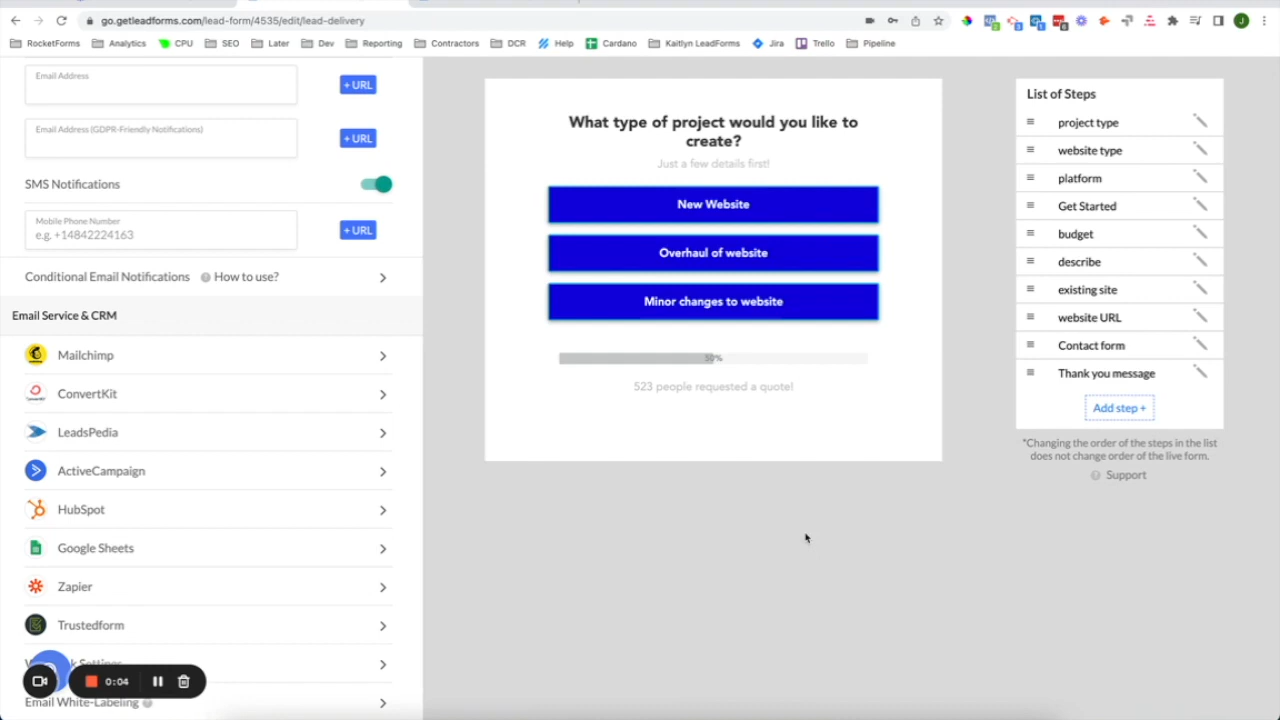 go.getleadforms.com/lead-form/4535/edit/lead-delivery
J
RocketForms
Analytics
CPU
SEO
Later
Dev
Reporting
Contractors
DCR
Help
Cardano
Kaitlyn LeadForms
Jira
Trello
Pipeline
Email Address
+ URL
Email Address (GDPR-Friendly Notifications)
+ URL
SMS Notifications
Mobile Phone Number
e.g. +14842224163
+ URL
Conditional Email Notifications
How to use?
Email Service & CRM
Mailchimp
ConvertKit
LeadsPedia
ActiveCampaign
HubSpot
Google Sheets
Zapier
Trustedform
0:04
Email White-Labeling
What type of project would you like to
create?
Just a few details first!
New Website
Overhaul of website
Minor changes to website
50%
523 people requested a quote!
List of Steps
project type
website type
platform
Get Started
budget
describe
existing site
website URL
Contact form
Thank you message
Add step +
*Changing the order of the steps in the list
does not change order of the live form.
Support